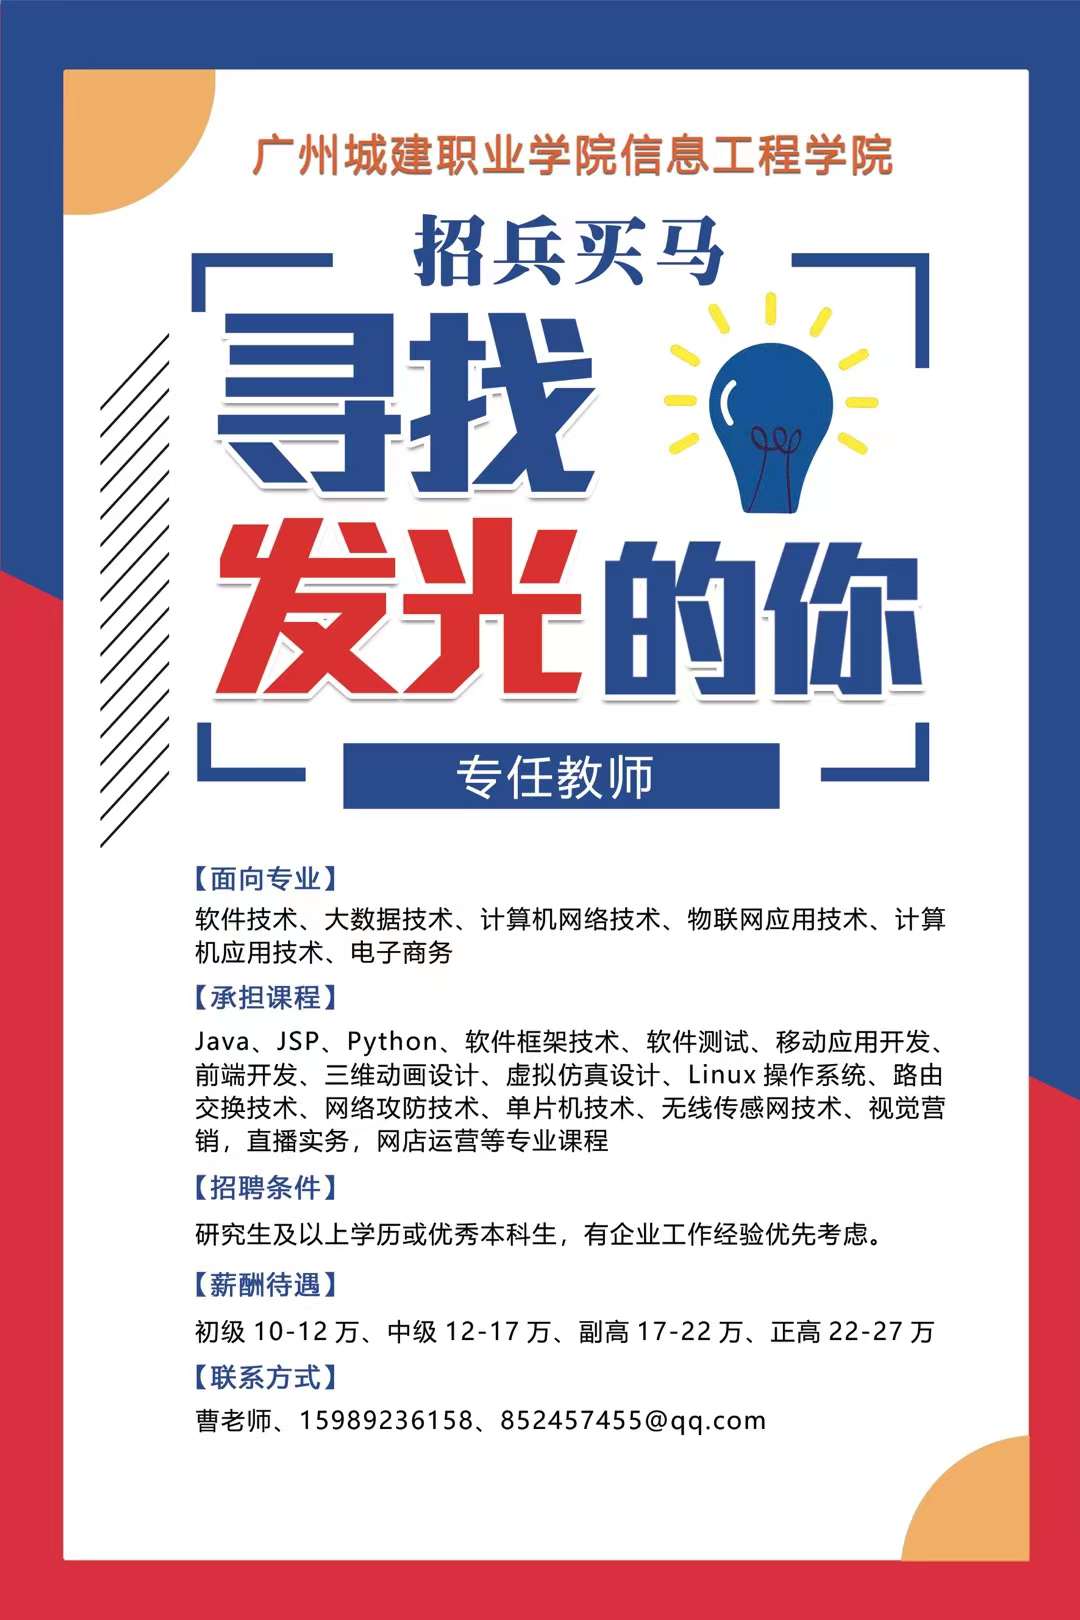 广州城建职业学院信息工程学院
招兵买马
寻找
发光的你
专任教师
【面向专业】
软件技术、大数据技术、计算机网络技术、物联网应用技术、计算
机应用技术、电子商务
【承担课程】
Java、JSP、Python、软件框架技术、软件测试、移动应用开发、
前端开发、三维动画设计、虚拟仿真设计、Linux 操作系统、路由
交换技术、网络攻防技术、单片机技术、无线传感网技术、视觉营
销，直播实务，网店运营等专业课程
【招聘条件】
研究生及以上学历或优秀本科生，有企业工作经验优先考虑。
【薪酬待遇】
初级 10-12 万、中级 12-17 万、副高 17-22 万、正高 22-27 万
【联系方式】
曹老师、15989236158、852457455@qq.com